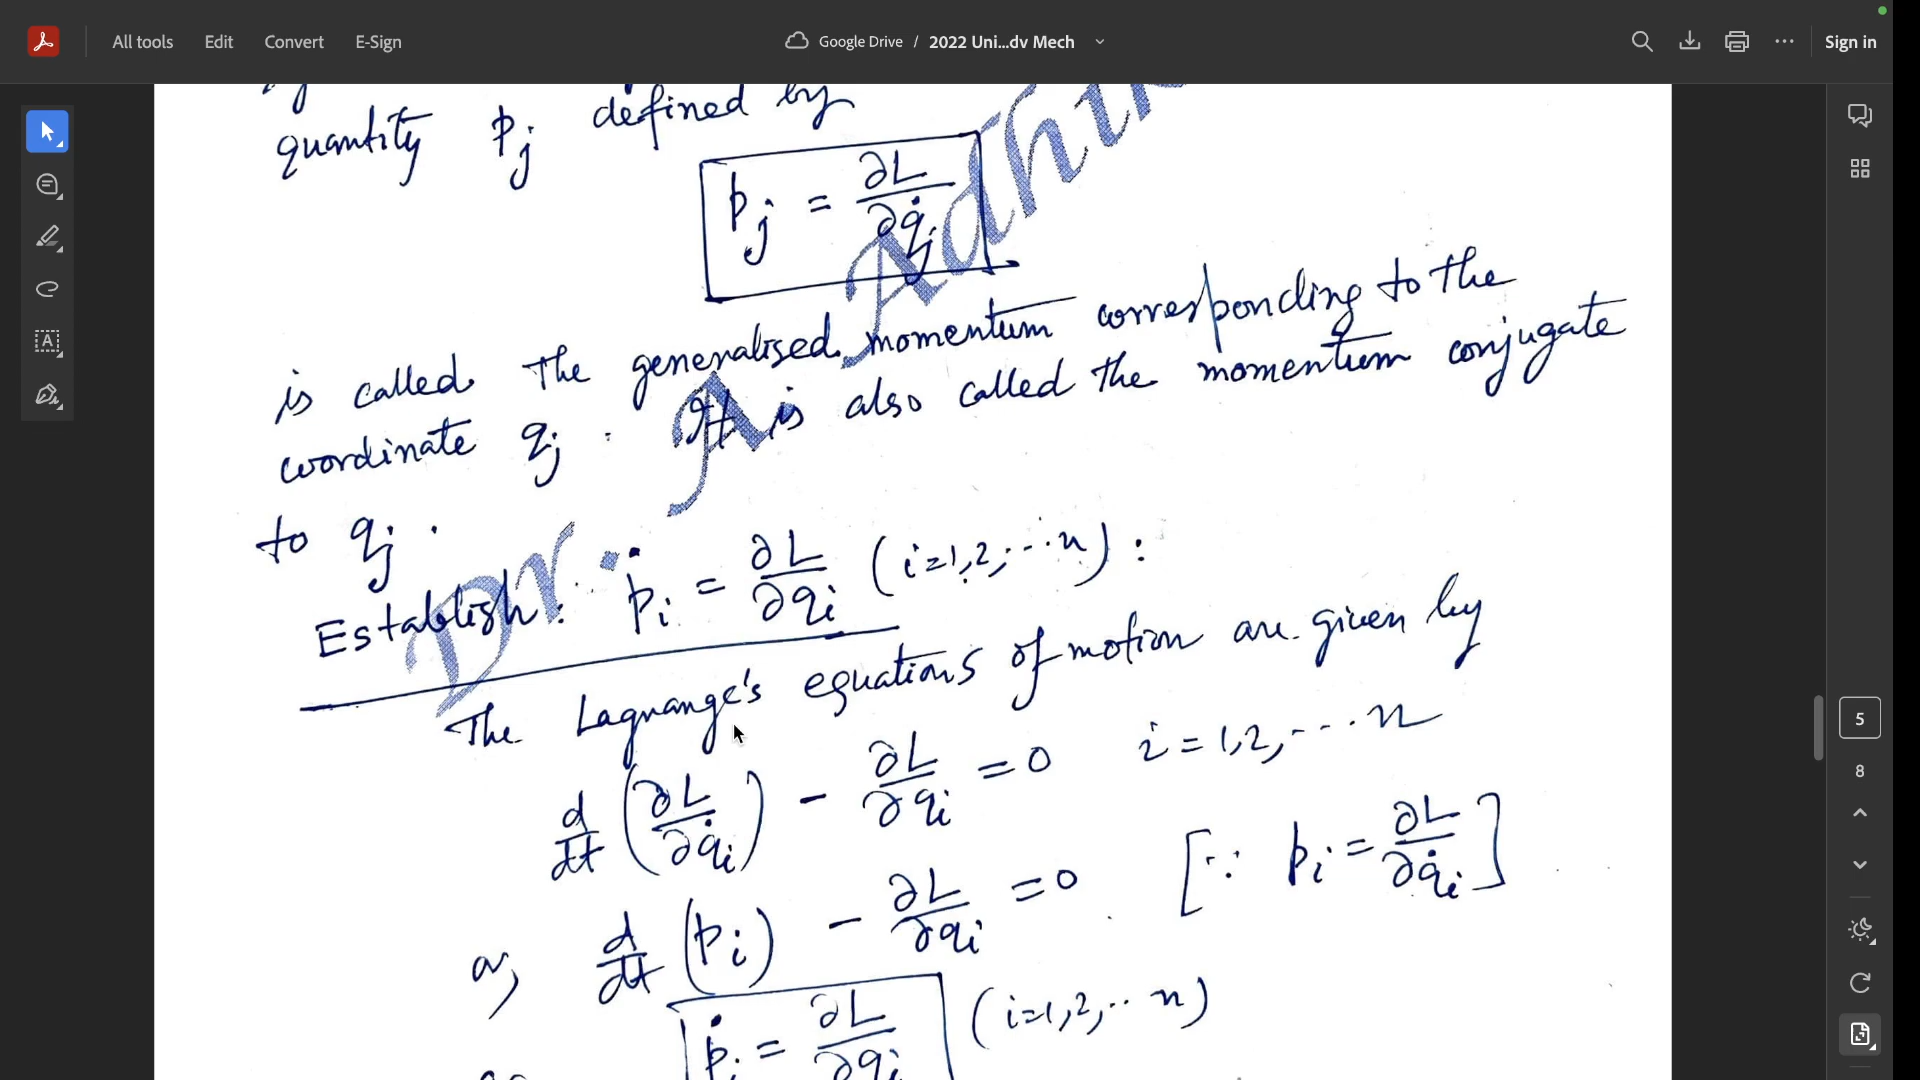 All tools Edit Convert E-Sign Google Drive / 2022 Uni...dv Mech Sign in
quantity pj defined by
pj = ∂L/∂q̇j
is called the generalised momentum corresponding to the
coordinate qj. It is also called the momentum conjugate
to qj.
Establish: ṗi = ∂L/∂qi (i=1,2,...n):
The Lagrange's equations of motion are given by
d/dt (∂L/∂q̇i) - ∂L/∂qi = 0 i = 1,2,...n
or, d/dt (pi) - ∂L/∂qi = 0 [∵ pi = ∂L/∂q̇i]
ṗi = ∂L/∂qi (i=1,2,..n)
5
8